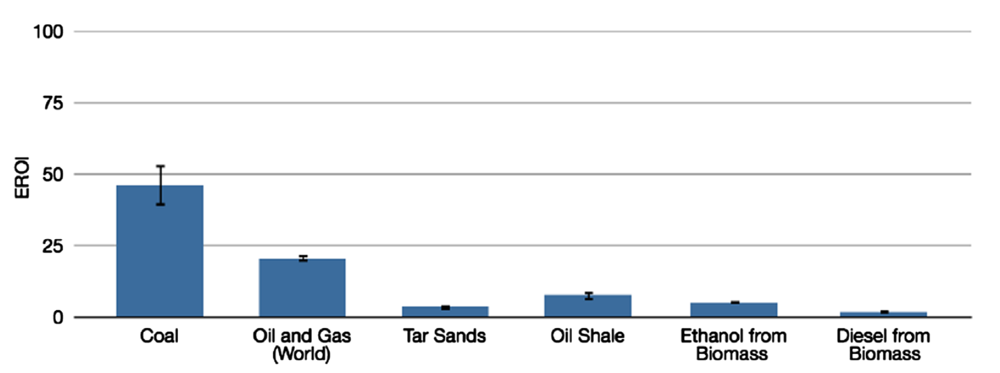 100
75
50
25
0
EROI
Coal
Oil and Gas
(World)
Tar Sands
Oil Shale
Ethanol from
Biomass
Diesel from
Biomass